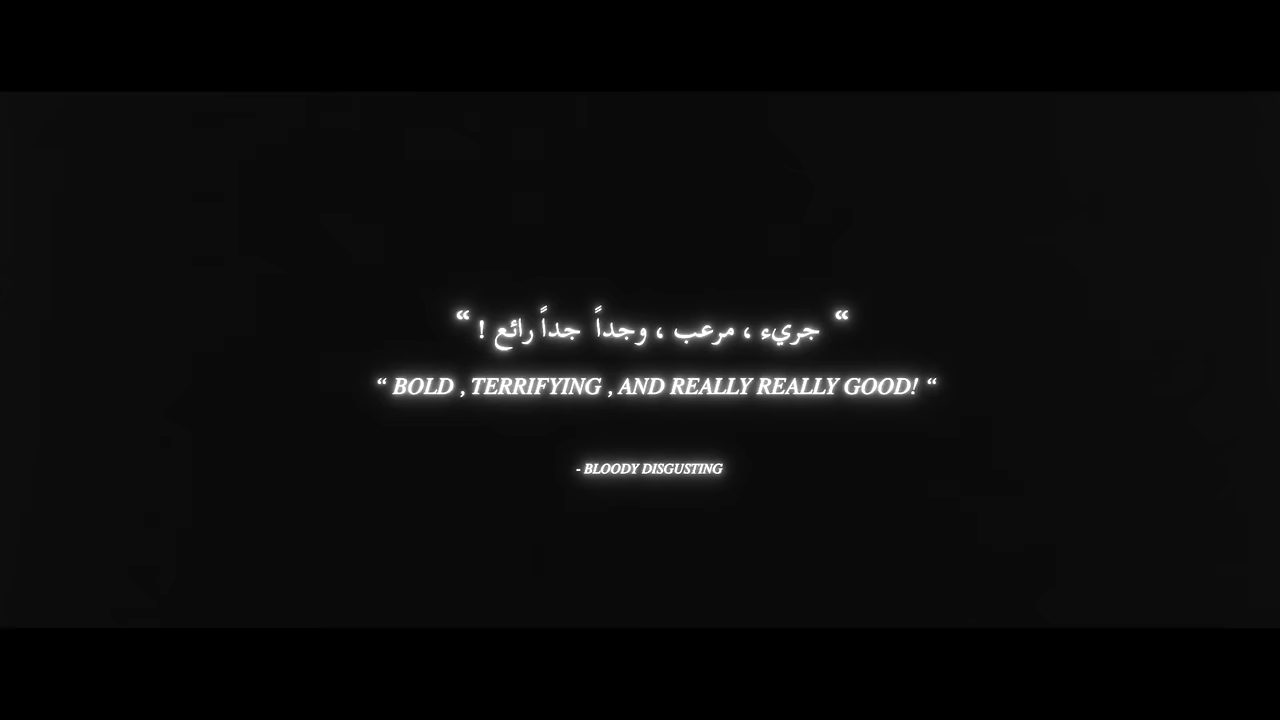 “ جريء ، مرعب ، وجداً جداً رائع ! “
“ BOLD , TERRIFYING , AND REALLY REALLY GOOD! “
- BLOODY DISGUSTING